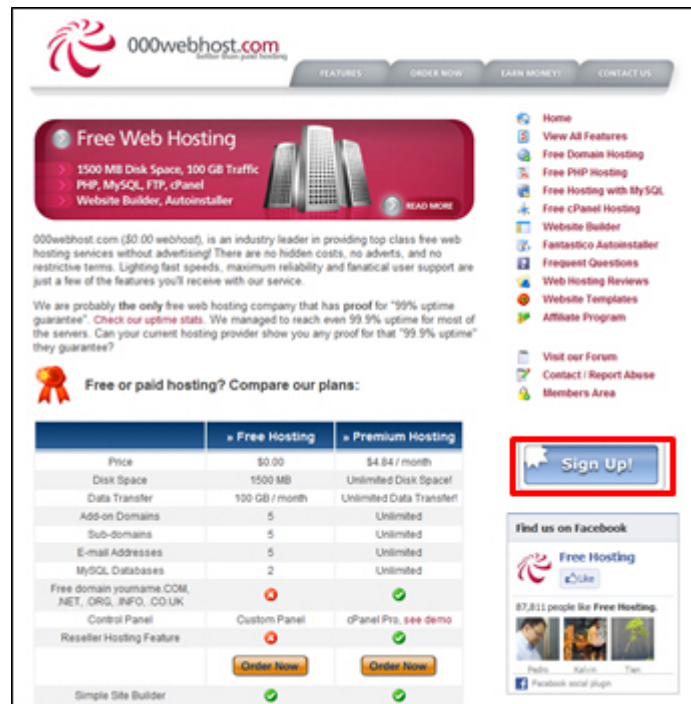 000webhost.com
better than paid hosting
FEATURES ORDER NOW EARN MONEY! CONTACT US
Free Web Hosting
1500 MB Disk Space, 100 GB Traffic
PHP, MySQL, FTP, cPanel
Website Builder, Autoinstaller
READ MORE
000webhost.com ($0.00 webhost), is an industry leader in providing top class free web
hosting services without advertising! There are no hidden costs, no adverts, and no
restrictive terms. Lighting fast speeds, maximum reliability and fanatical user support are
just a few of the features you'll receive with our service.
We are probably the only free web hosting company that has proof for "99% uptime
guarantee". Check our uptime stats. We managed to reach even 99.9% uptime for most of
the servers. Can your current hosting provider show you any proof for that "99.9% uptime"
they guarantee?
Free or paid hosting? Compare our plans:
» Free Hosting » Premium Hosting
Price $0.00 $4.84 / month
Disk Space 1500 MB Unlimited Disk Space!
Data Transfer 100 GB / month Unlimited Data Transfer!
Add-on Domains 5 Unlimited
Sub-domains 5 Unlimited
E-mail Addresses 5 Unlimited
MySQL Databases 2 Unlimited
Free domain yourname.COM,
.NET, .ORG, .INFO, .CO.UK
Control Panel Custom Panel cPanel Pro, see demo
Reseller Hosting Feature
Order Now Order Now
Simple Site Builder
Home
View All Features
Free Domain Hosting
Free PHP Hosting
Free Hosting with MySQL
Free cPanel Hosting
Website Builder
Fantastico Autoinstaller
Frequent Questions
Web Hosting Reviews
Website Templates
Affiliate Program
Visit our Forum
Contact / Report Abuse
Members Area
Sign Up!
Find us on Facebook
Free Hosting
Like
87,811 people like Free Hosting.
Pedro Kalvin Tien
Facebook social plugin